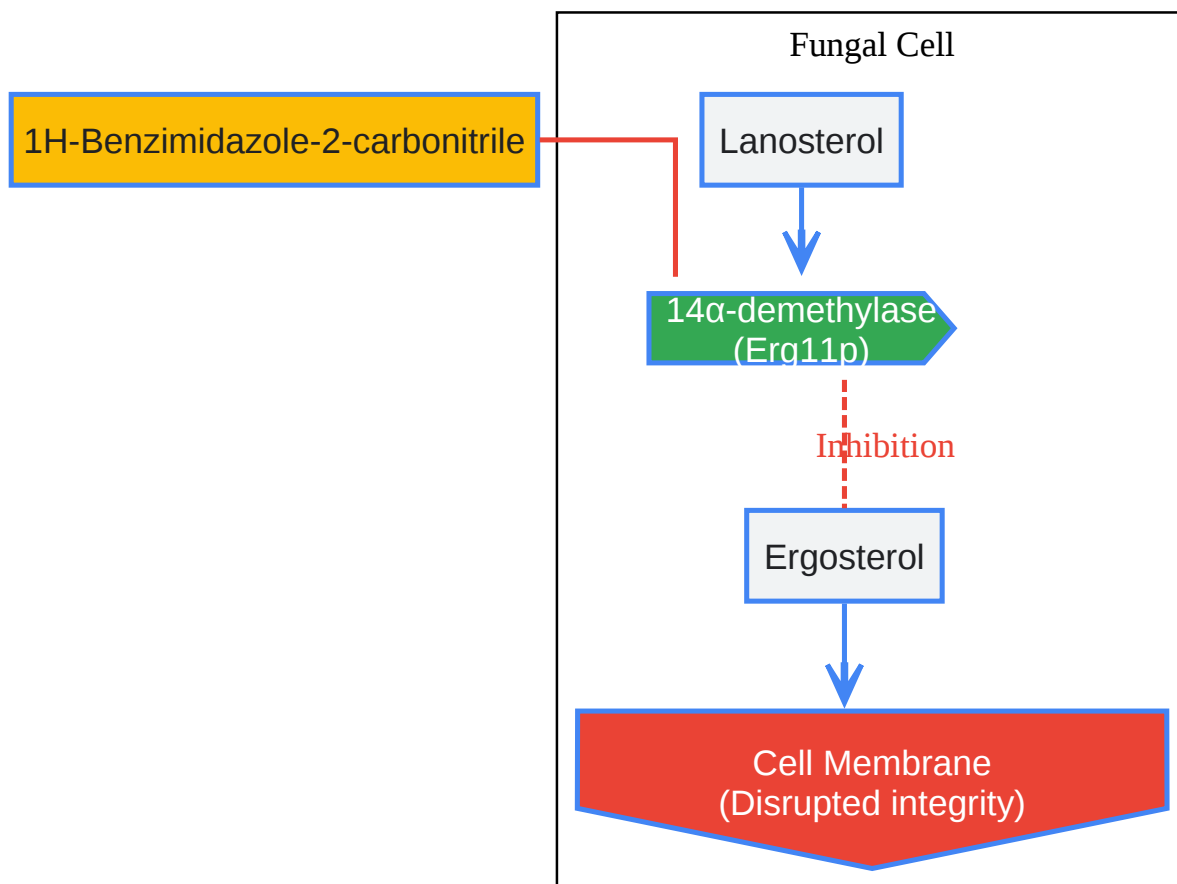 Fungal Cell
1H-Benzimidazole-2-carbonitrile
Lanosterol
14α-demethylase
(Erg11p)
Inhibition
Ergosterol
Cell Membrane
(Disrupted integrity)